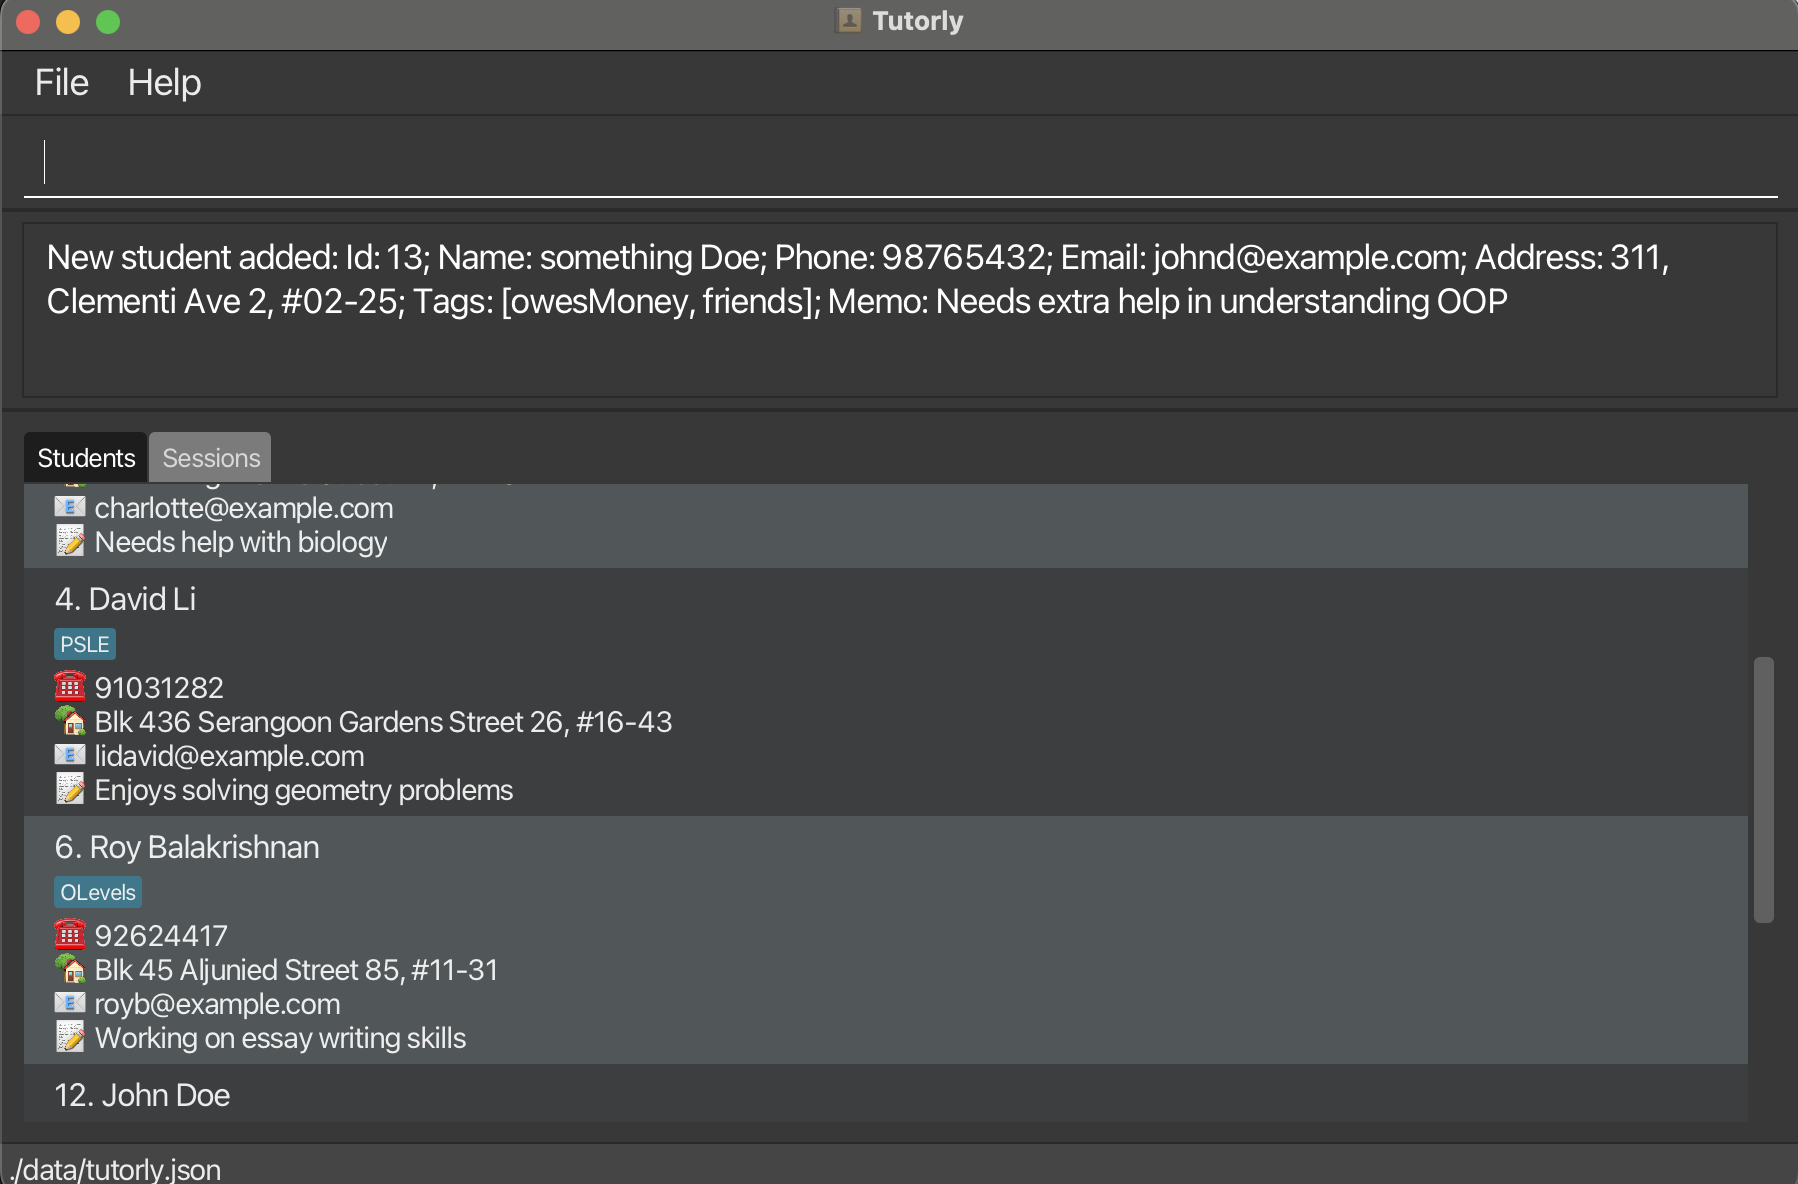 Tutorly
File Help
New student added: Id: 13; Name: something Doe; Phone: 98765432; Email: johnd@example.com; Address: 311,
Clementi Ave 2, #02-25; Tags: [owesMoney, friends]; Memo: Needs extra help in understanding OOP
Students Sessions
charlotte@example.com
Needs help with biology
4. David Li
PSLE
91031282
Blk 436 Serangoon Gardens Street 26, #16-43
lidavid@example.com
Enjoys solving geometry problems
6. Roy Balakrishnan
OLevels
92624417
Blk 45 Aljunied Street 85, #11-31
royb@example.com
Working on essay writing skills
12. John Doe
./data/tutorly.json